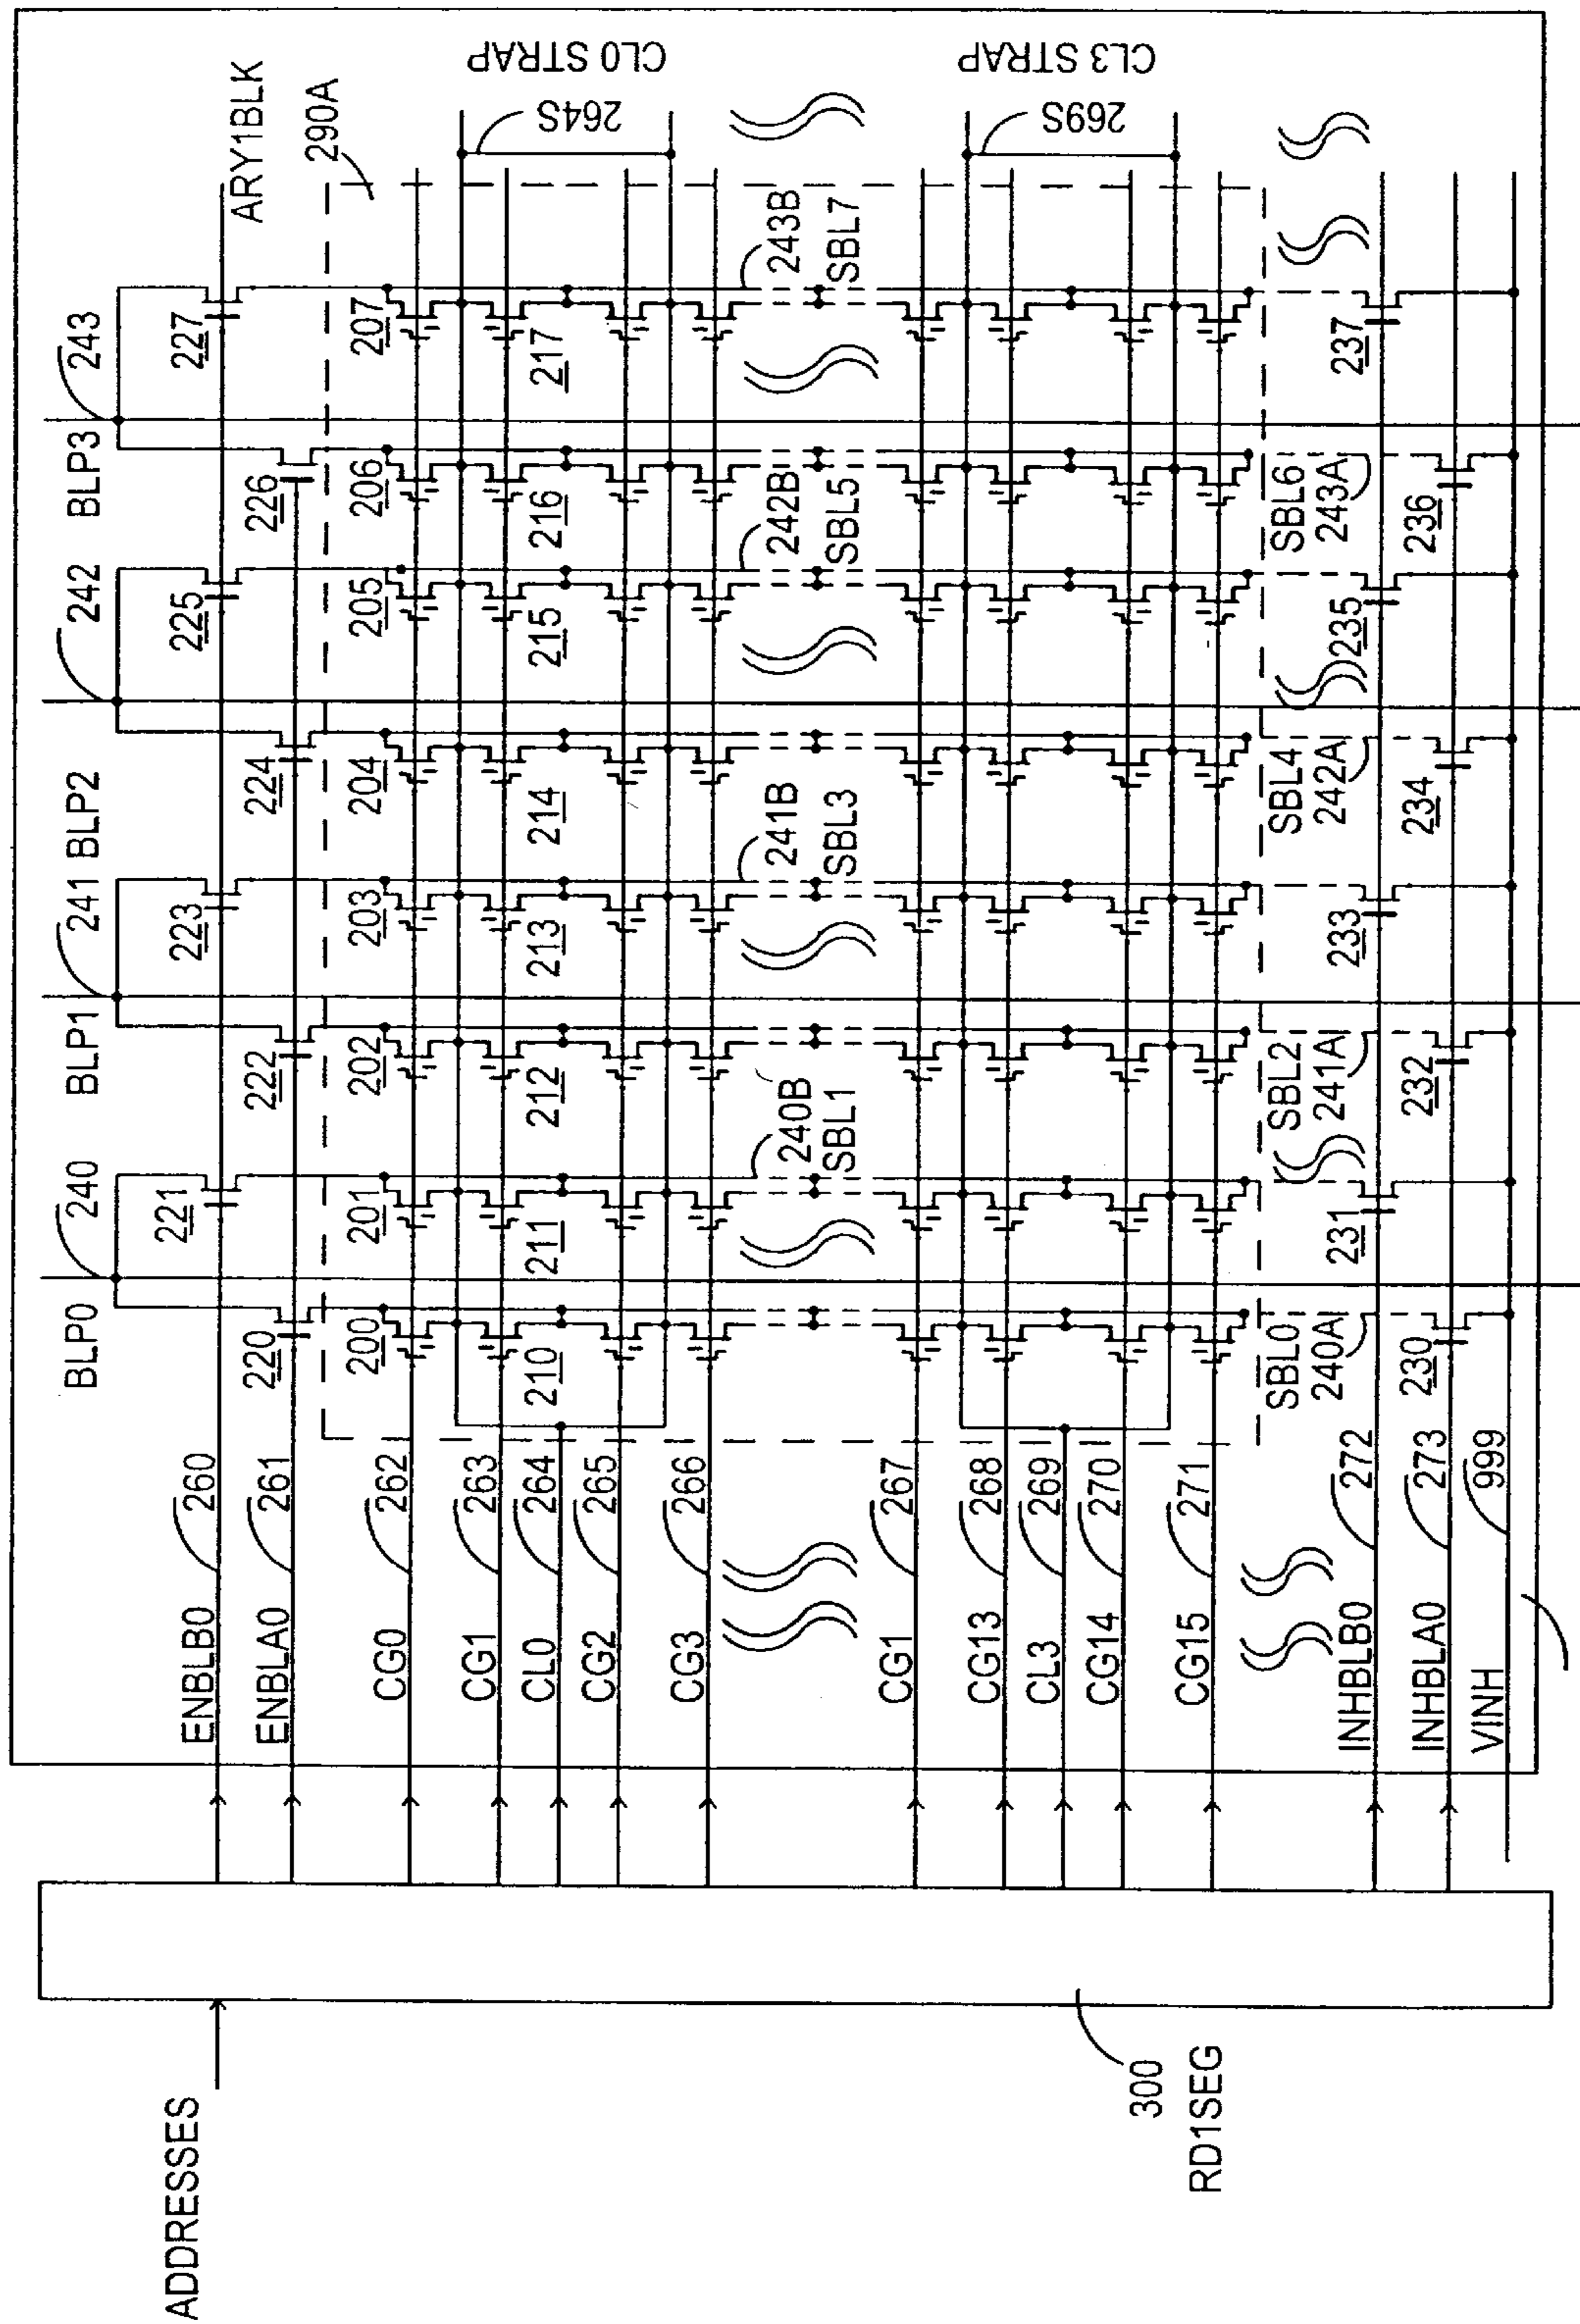 ADDRESSES
300
RD1SEG
ENBLB0 260
ENBLA0 261
CG0 262
CG1 263
CL0 264
CG2 265
CG3 266
CG1 267
CG13 268
CL3 269
CG14 270
CG15 271
INHBLB0 272
INHBLA0 273
VINH 999
BLP0 240
BLP1 241
BLP2 242
BLP3 243
221 223 225 227
220 222 224 226
ARY1BLK
290A
200 201 202 203 204 205 206 207
210 211 212 213 214 215 216 217
CL0 STRAP
264S
240B 241B 242B 243B
SBL1 SBL3 SBL5 SBL7
CL3 STRAP
269S
SBL0 SBL2 SBL4 SBL6
240A 241A 242A 243A
231 233 235 237
230 232 234 236